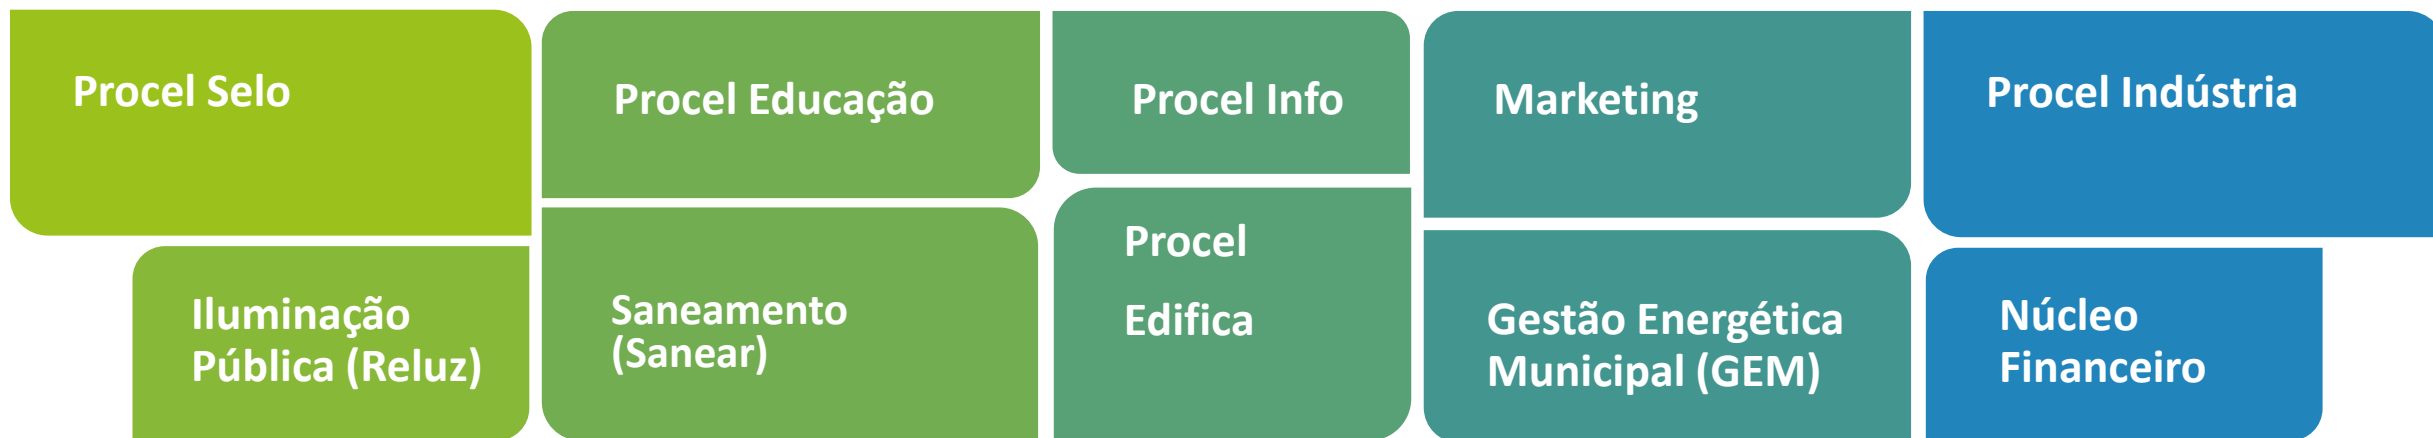 Procel Selo
Procel Educação
Procel Info
Marketing
Procel Indústria
Iluminação
Pública (Reluz)
Saneamento
(Sanear)
Procel
Edifica
Gestão Energética
Municipal (GEM)
Núcleo
Financeiro